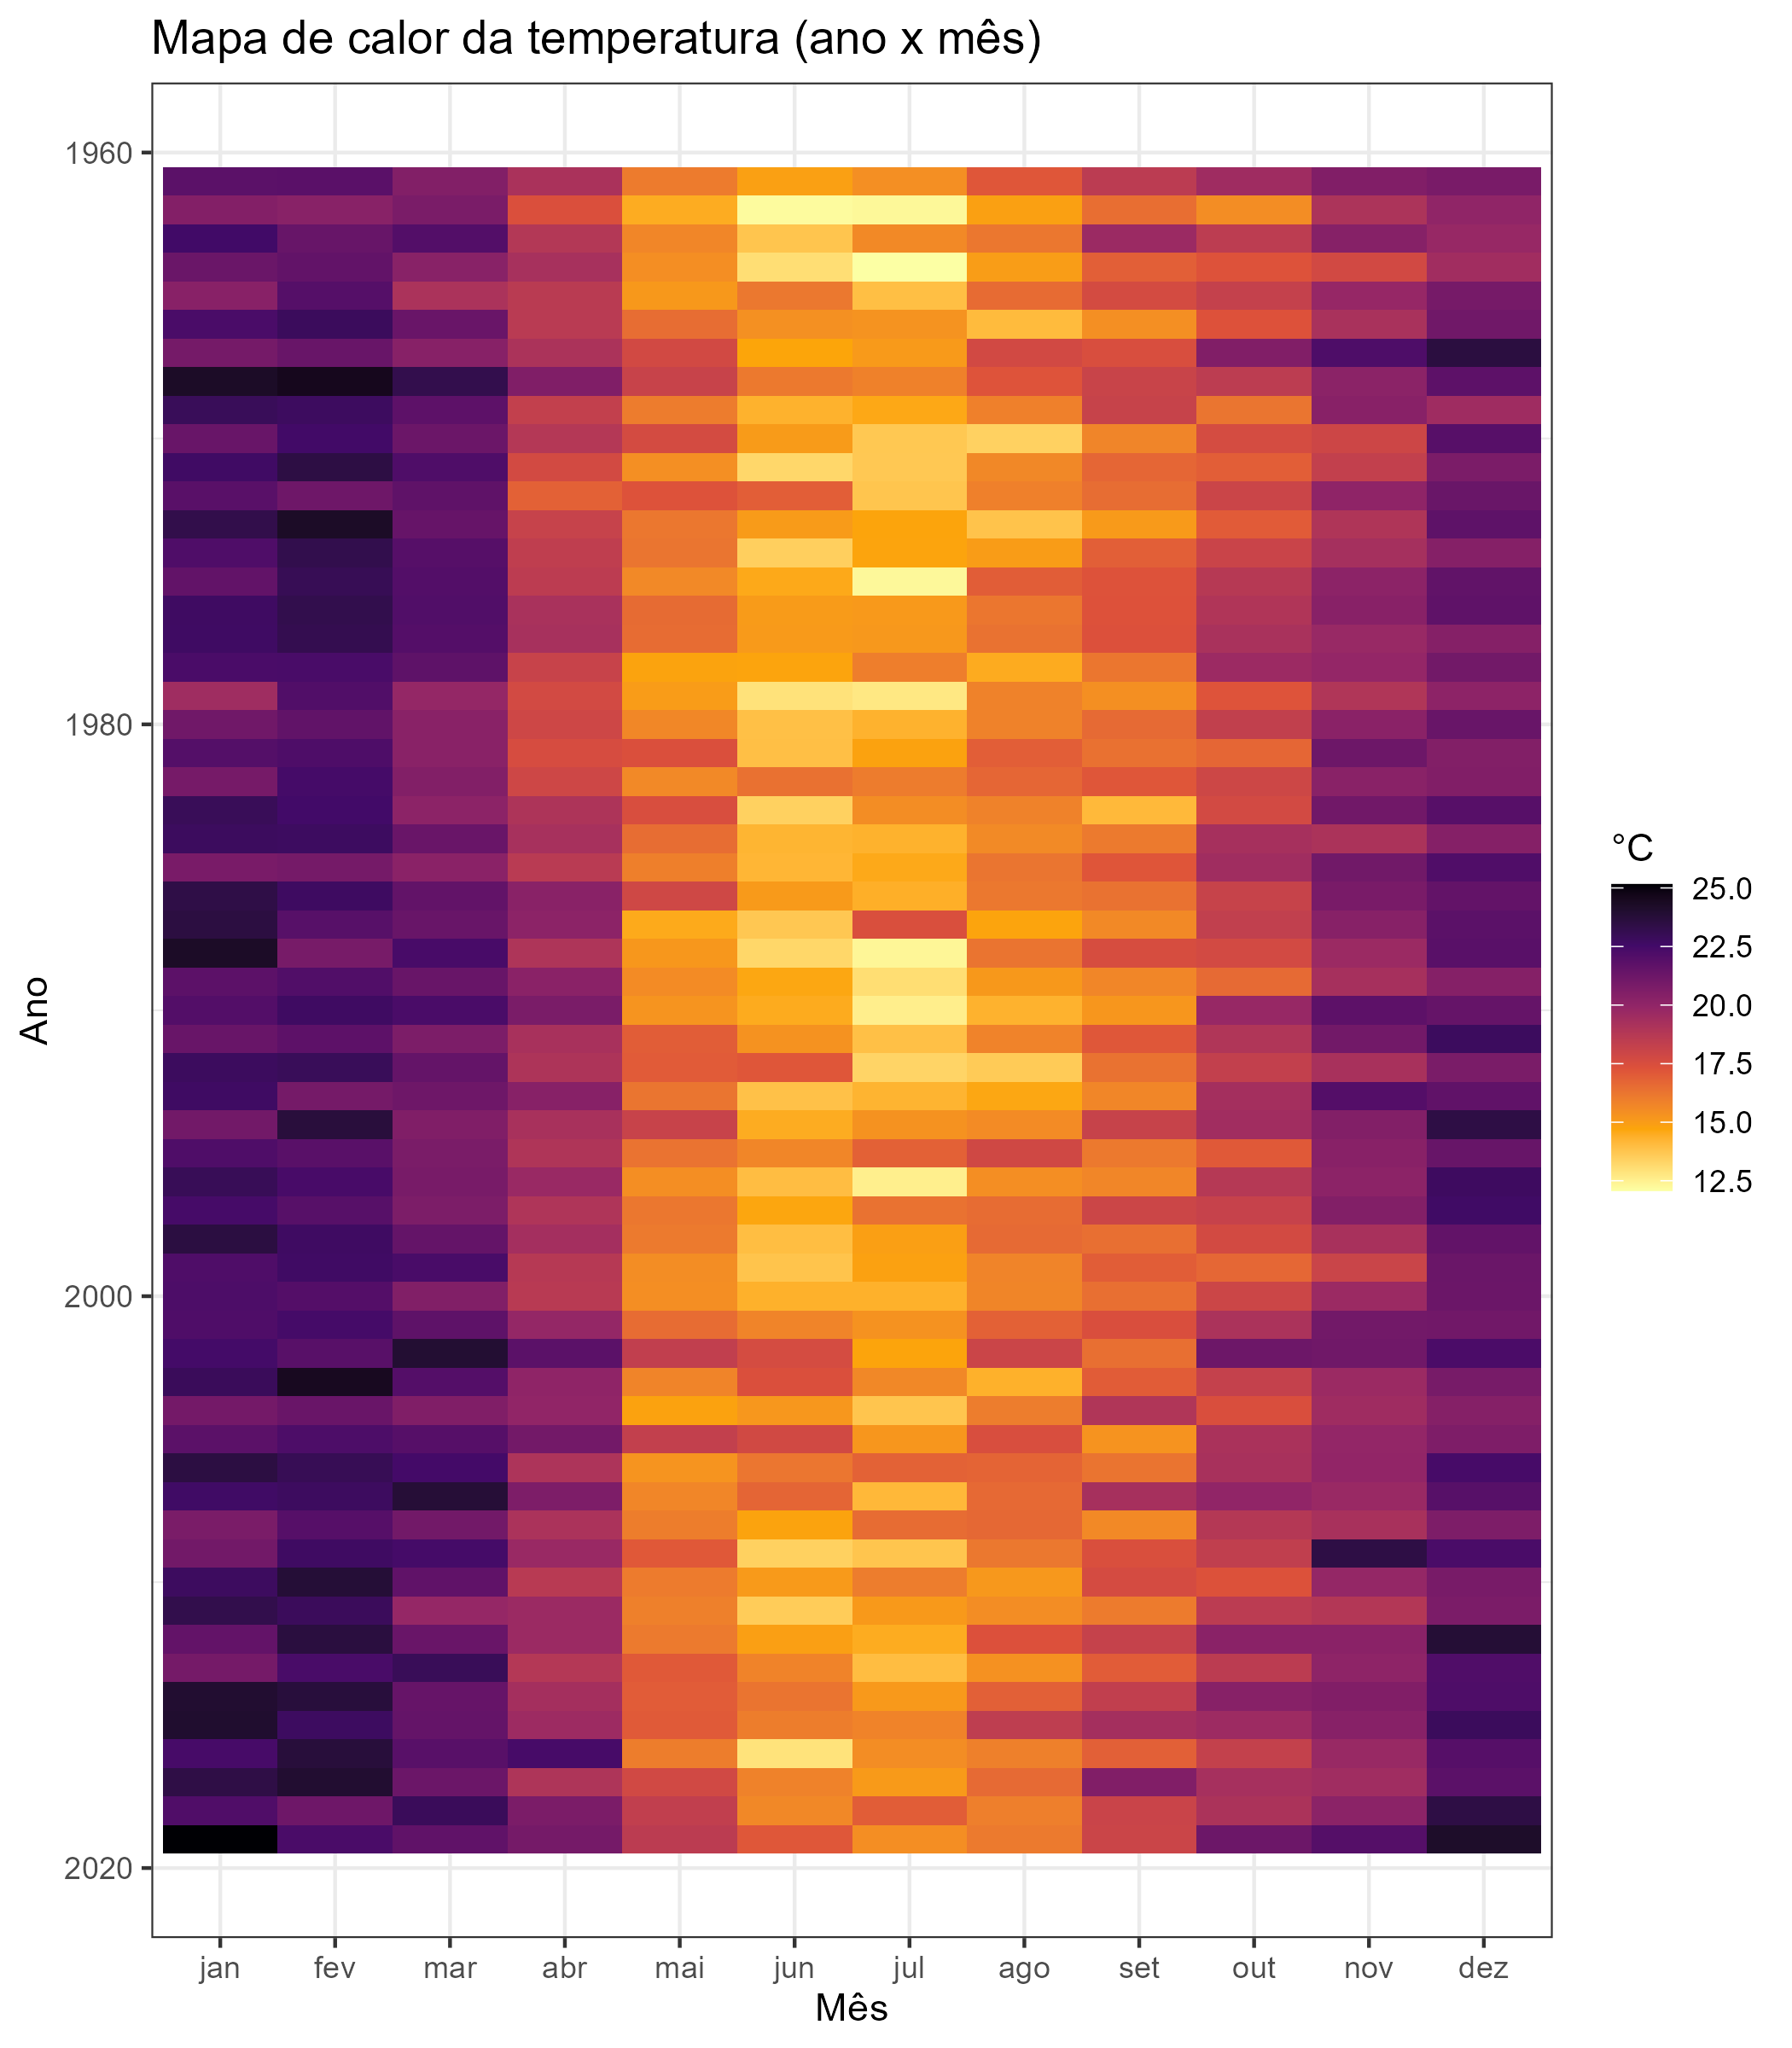 Mapa de calor da temperatura (ano x mês)
1960
1980
2000
2020
Ano
jan fev mar abr mai jun jul ago set out nov dez
Mês
°C
25.0
22.5
20.0
17.5
15.0
12.5